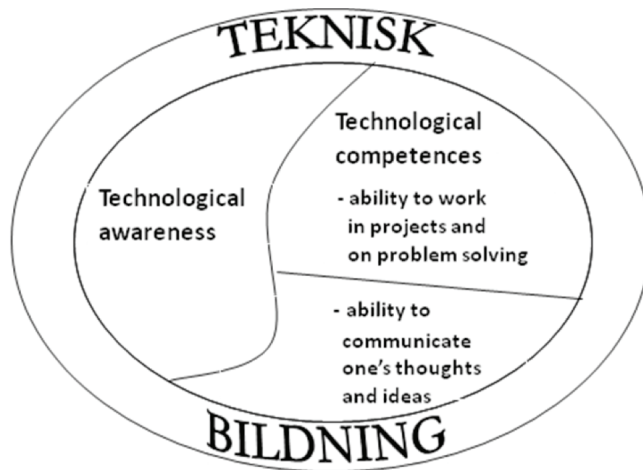 TEKNISK
Technological
awareness
Technological
competences
- ability to work
in projects and
on problem solving
- ability to
communicate
one's thoughts
and ideas
BILDNING